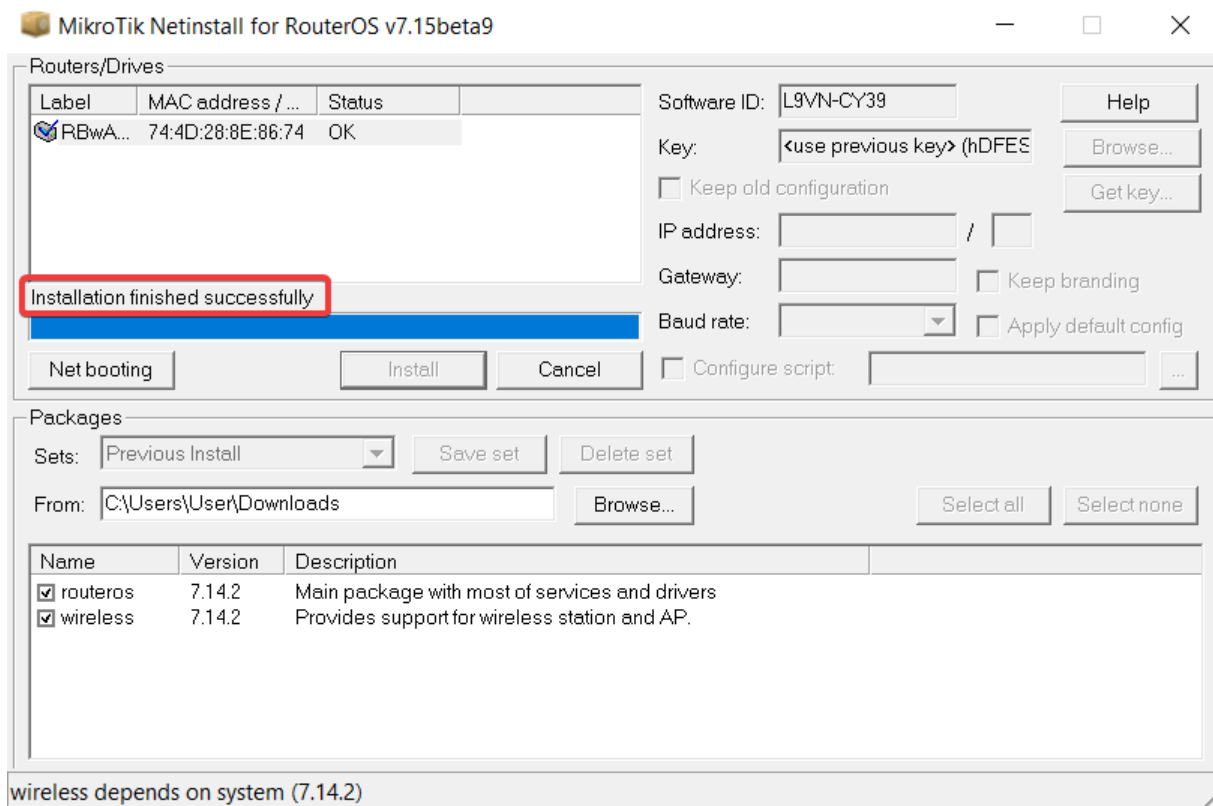 MikroTik Netinstall for RouterOS v7.15beta9
Routers/Drives
Label MAC address /... Status
RBwA... 74:4D:28:8E:86:74 OK
Installation finished successfully
Net booting Install Cancel
Software ID: L9VN-CY39 Help
Key: <use previous key> (hDFES Browse...
Keep old configuration Get key...
IP address: /
Gateway: Keep branding
Baud rate: Apply default config
Configure script: ...
Packages
Sets: Previous Install Save set Delete set
From: C:\Users\User\Downloads Browse... Select all Select none
Name Version Description
routeros 7.14.2 Main package with most of services and drivers
wireless 7.14.2 Provides support for wireless station and AP.
wireless depends on system (7.14.2)